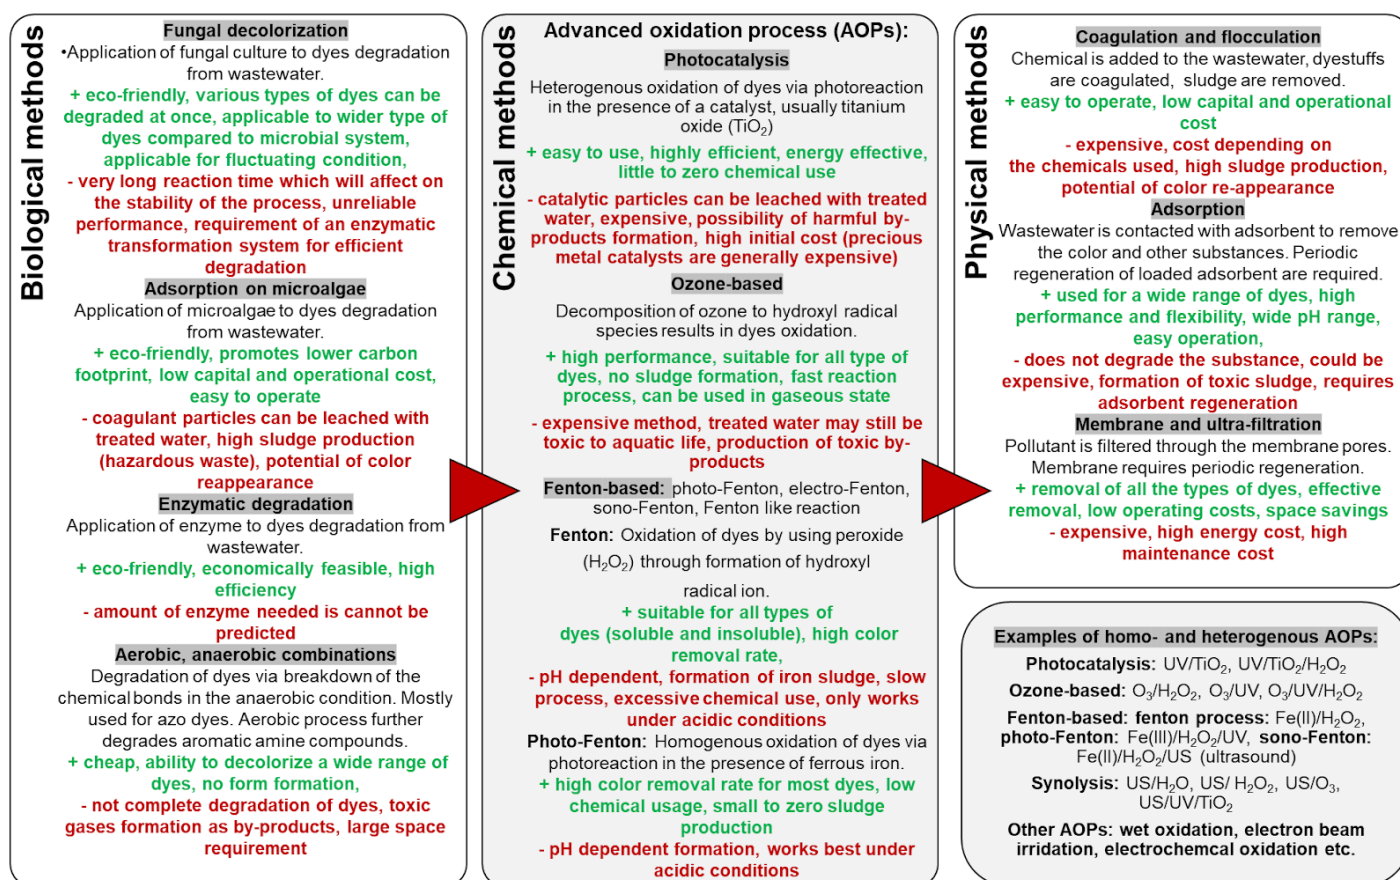 Biological methods
Fungal decolorization
•Application of fungal culture to dyes degradation
from wastewater.
+ eco-friendly, various types of dyes can be
degraded at once, applicable to wider type of
dyes compared to microbial system,
applicable for fluctuating condition,
- very long reaction time which will affect on
the stability of the process, unreliable
performance, requirement of an enzymatic
transformation system for efficient
degradation
Adsorption on microalgae
Application of microalgae to dyes degradation
from wastewater.
+ eco-friendly, promotes lower carbon
footprint, low capital and operational cost,
easy to operate
- coagulant particles can be leached with
treated water, high sludge production
(hazardous waste), potential of color
reappearance
Enzymatic degradation
Application of enzyme to dyes degradation from
wastewater.
+ eco-friendly, economically feasible, high
efficiency
- amount of enzyme needed is cannot be
predicted
Aerobic, anaerobic combinations
Degradation of dyes via breakdown of the
chemical bonds in the anaerobic condition. Mostly
used for azo dyes. Aerobic process further
degrades aromatic amine compounds.
+ cheap, ability to decolorize a wide range of
dyes, no form formation,
- not complete degradation of dyes, toxic
gases formation as by-products, large space
requirement
Chemical methods
Advanced oxidation process (AOPs):
Photocatalysis
Heterogenous oxidation of dyes via photoreaction
in the presence of a catalyst, usually titanium
oxide (TiO₂)
+ easy to use, highly efficient, energy effective,
little to zero chemical use
- catalytic particles can be leached with treated
water, expensive, possibility of harmful by-
products formation, high initial cost (precious
metal catalysts are generally expensive)
Ozone-based
Decomposition of ozone to hydroxyl radical
species results in dyes oxidation.
+ high performance, suitable for all type of
dyes, no sludge formation, fast reaction
process, can be used in gaseous state
- expensive method, treated water may still be
toxic to aquatic life, production of toxic by-
products
Fenton-based: photo-Fenton, electro-Fenton,
sono-Fenton, Fenton like reaction
Fenton: Oxidation of dyes by using peroxide
(H₂O₂) through formation of hydroxyl
radical ion.
+ suitable for all types of
dyes (soluble and insoluble), high color
removal rate,
- pH dependent, formation of iron sludge, slow
process, excessive chemical use, only works
under acidic conditions
Photo-Fenton: Homogenous oxidation of dyes via
photoreaction in the presence of ferrous iron.
+ high color removal rate for most dyes, low
chemical usage, small to zero sludge
production
- pH dependent formation, works best under
acidic conditions
Physical methods
Coagulation and flocculation
Chemical is added to the wastewater, dyestuffs
are coagulated, sludge are removed.
+ easy to operate, low capital and operational
cost
- expensive, cost depending on
the chemicals used, high sludge production,
potential of color re-appearance
Adsorption
Wastewater is contacted with adsorbent to remove
the color and other substances. Periodic
regeneration of loaded adsorbent are required.
+ used for a wide range of dyes, high
performance and flexibility, wide pH range,
easy operation,
- does not degrade the substance, could be
expensive, formation of toxic sludge, requires
adsorbent regeneration
Membrane and ultra-filtration
Pollutant is filtered through the membrane pores.
Membrane requires periodic regeneration.
+ removal of all the types of dyes, effective
removal, low operating costs, space savings
- expensive, high energy cost, high
maintenance cost
Examples of homo- and heterogenous AOPs:
Photocatalysis: UV/TiO₂, UV/TiO₂/H₂O₂
Ozone-based: O₃/H₂O₂, O₃/UV, O₃/UV/H₂O₂
Fenton-based: fenton process: Fe(II)/H₂O₂,
photo-Fenton: Fe(III)/H₂O₂/UV, sono-Fenton:
Fe(II)/H₂O₂/US (ultrasound)
Synolysis: US/H₂O, US/ H₂O₂, US/O₃,
US/UV/TiO₂
Other AOPs: wet oxidation, electron beam
irridation, electrochemcal oxidation etc.